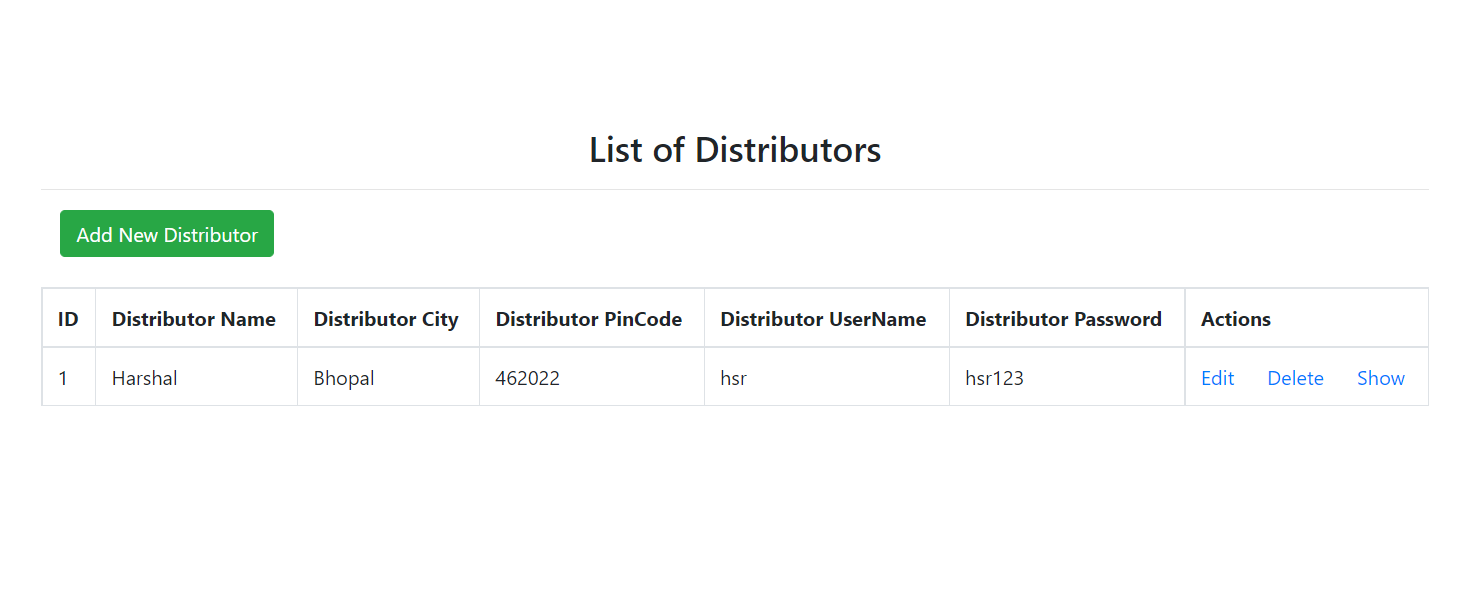 List of Distributors
Add New Distributor
ID Distributor Name Distributor City Distributor PinCode Distributor UserName Distributor Password Actions
1 Harshal Bhopal 462022 hsr hsr123 Edit Delete Show